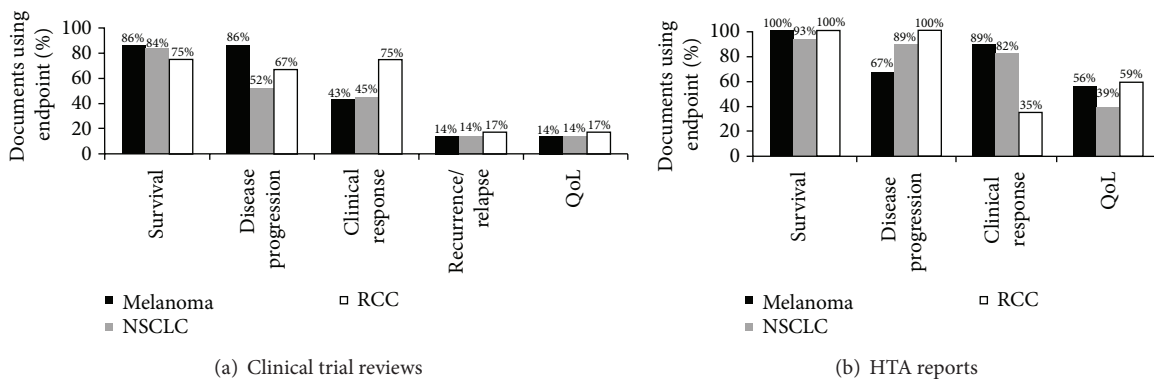 Documents using
endpoint (%)
100
80
60
40
20
0
86%
84%
75%
86%
52%
67%
43%
45%
75%
14%
14%
17%
14%
14%
17%
Survival
Disease
progression
Clinical
response
Recurrence/
relapse
QoL
Melanoma
NSCLC
RCC
(a) Clinical trial reviews
Documents using
endpoint (%)
100
80
60
40
20
0
100%
93%
100%
67%
89%
100%
89%
82%
35%
56%
39%
59%
Survival
Disease
progression
Clinical
response
QoL
Melanoma
NSCLC
RCC
(b) HTA reports